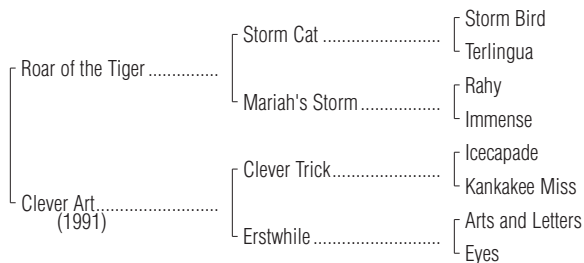 Storm Bird
Storm Cat ........................
Terlingua
Roar of the Tiger ..............
Rahy
Mariah's Storm ................
Immense
Icecapade
Clever Trick......................
Kankakee Miss
Clever Art.........................
(1991)
Arts and Letters
Erstwhile..........................
Eyes